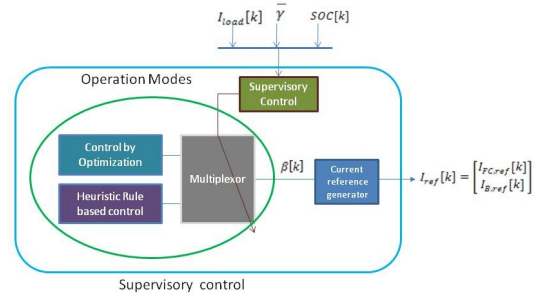 I_load[k] γ̅ SOC[k]
Operation Modes
Supervisory
Control
Control by
Optimization
Multiplexor
Heuristic Rule
based control
β[k]
Current
reference
generator
I_ref[k] = [I_FC,ref[k]
I_B,ref[k]]
Supervisory control